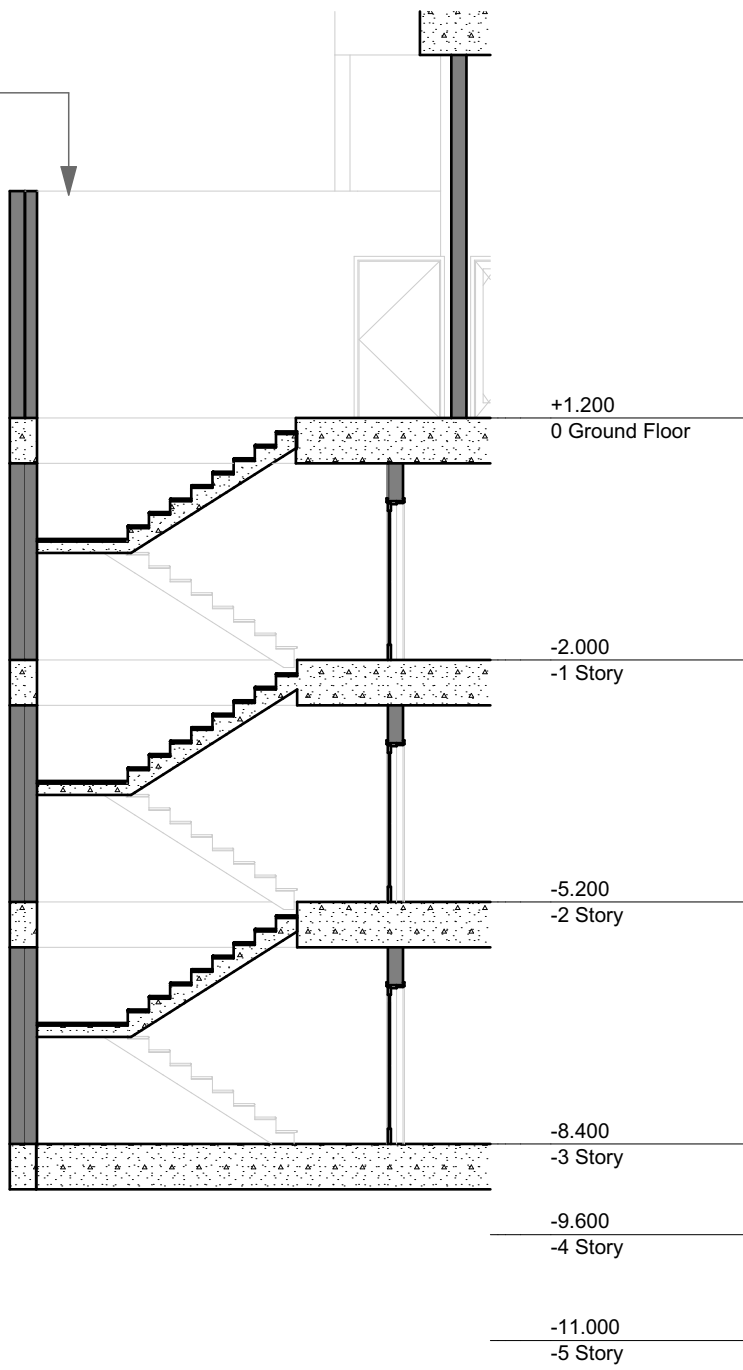 +1.200
0 Ground Floor
-2.000
-1 Story
-5.200
-2 Story
-8.400
-3 Story
-9.600
-4 Story
-11.000
-5 Story